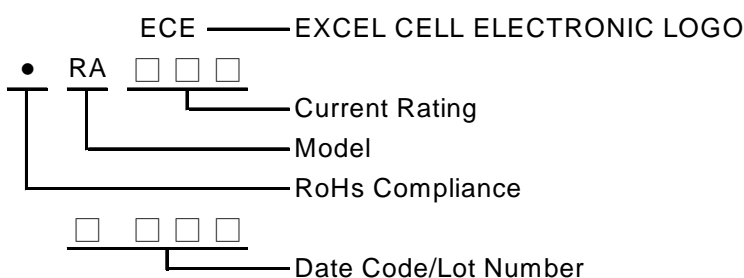 ECE EXCEL CELL ELECTRONIC LOGO
● RA □ □ □
Current Rating
Model
RoHs Compliance
□ □ □ □
Date Code/Lot Number